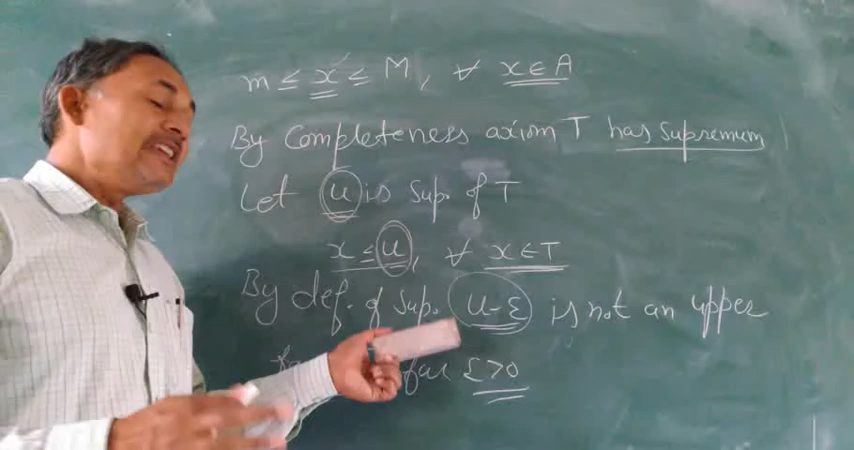 m ≤ x ≤ M, ∀ x ∈ A
By Completeness axiom T has Supremum
Let u is Sup. of T
x ≤ u, ∀ x ∈ T
By def. of Sup. u-ε is not an upper
for ε>0